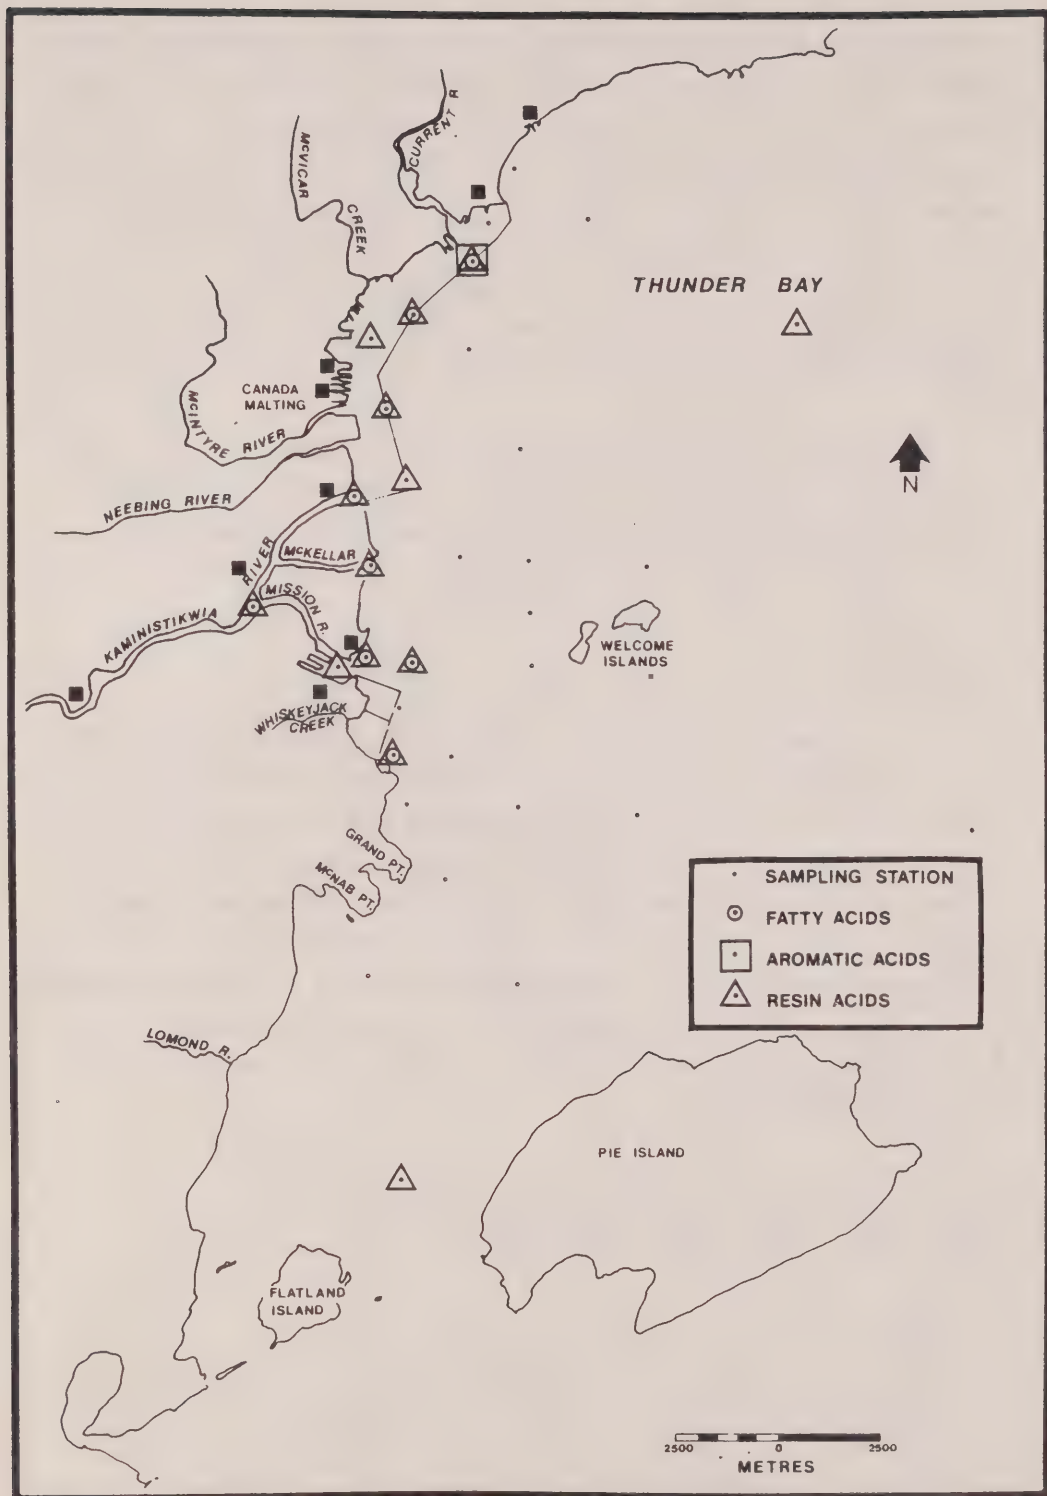 CURRENT R
McVICAR
CREEK
THUNDER BAY
CANADA
MALTING
McINTYRE RIVER
NEEBING RIVER
N
McKELLAR
RIVER
MISSION R.
KAMINISTIKWIA
WELCOME
ISLANDS
WHISKEYJACK
CREEK
GRAND PT.
McNAB PT.
SAMPLING STATION
FATTY ACIDS
AROMATIC ACIDS
RESIN ACIDS
LOMOND R.
PIE ISLAND
FLATLAND
ISLAND
2500 0 2500
METRES